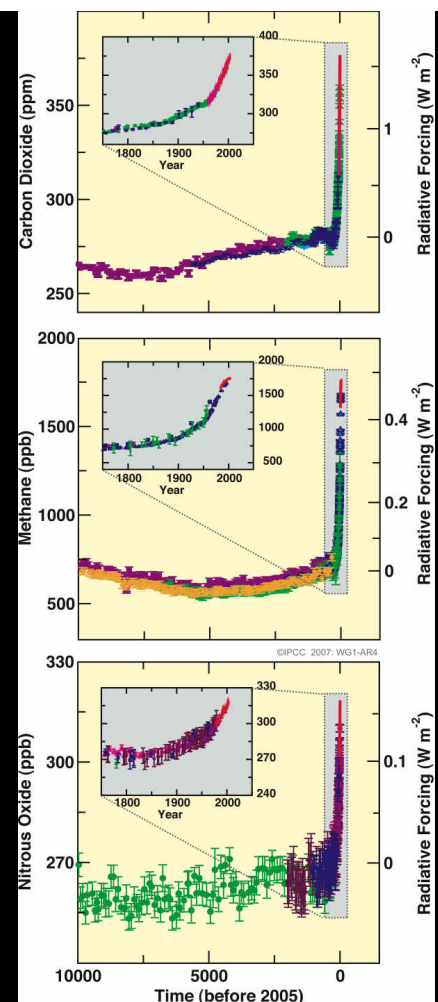 Carbon Dioxide (ppm)
350
300
250
400
350
300
1800 1900 2000
Year
1
0
Radiative Forcing (W m⁻²)
Methane (ppb)
2000
1500
1000
500
2000
1500
1000
500
1800 1900 2000
Year
0.4
0.2
0
Radiative Forcing (W m⁻²)
©IPCC 2007: WG1-AR4
Nitrous Oxide (ppb)
330
300
270
330
300
270
240
1800 1900 2000
Year
0.1
0
Radiative Forcing (W m⁻²)
10000 5000 0
Time (before 2005)